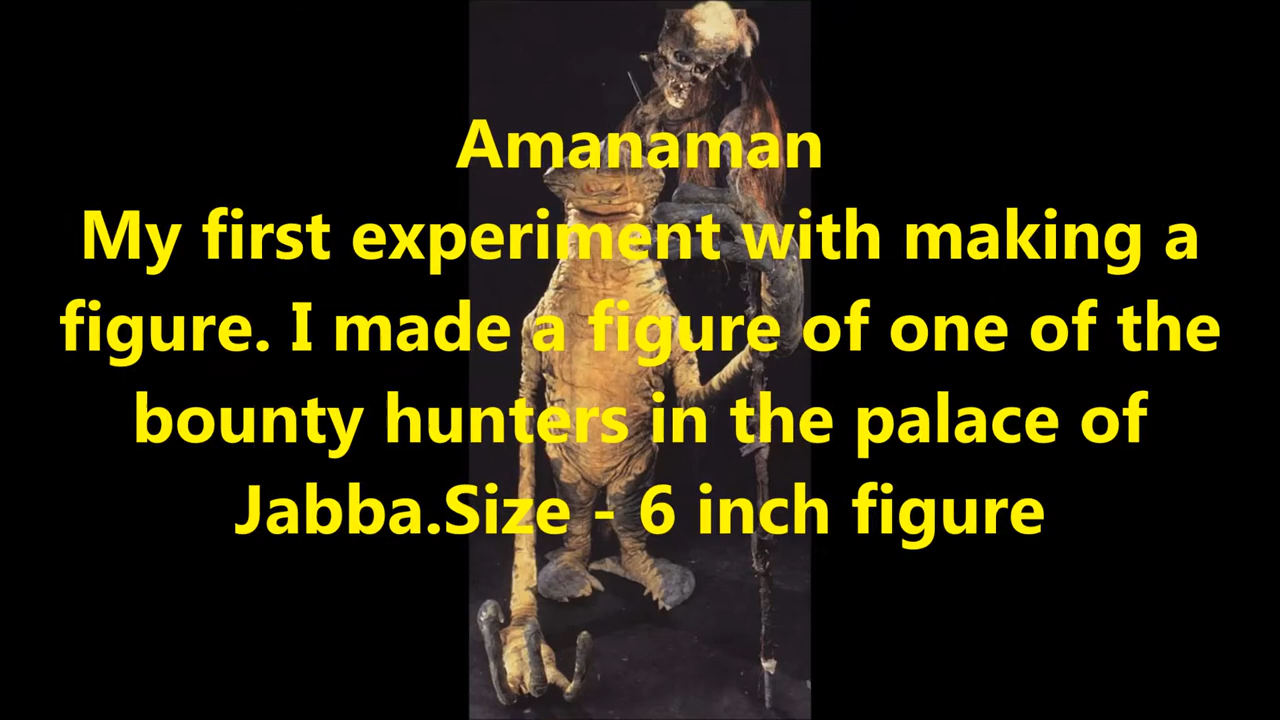 Amanaman
My first experiment with making a
figure. I made a figure of one of the
bounty hunters in the palace of
Jabba.Size - 6 inch figure